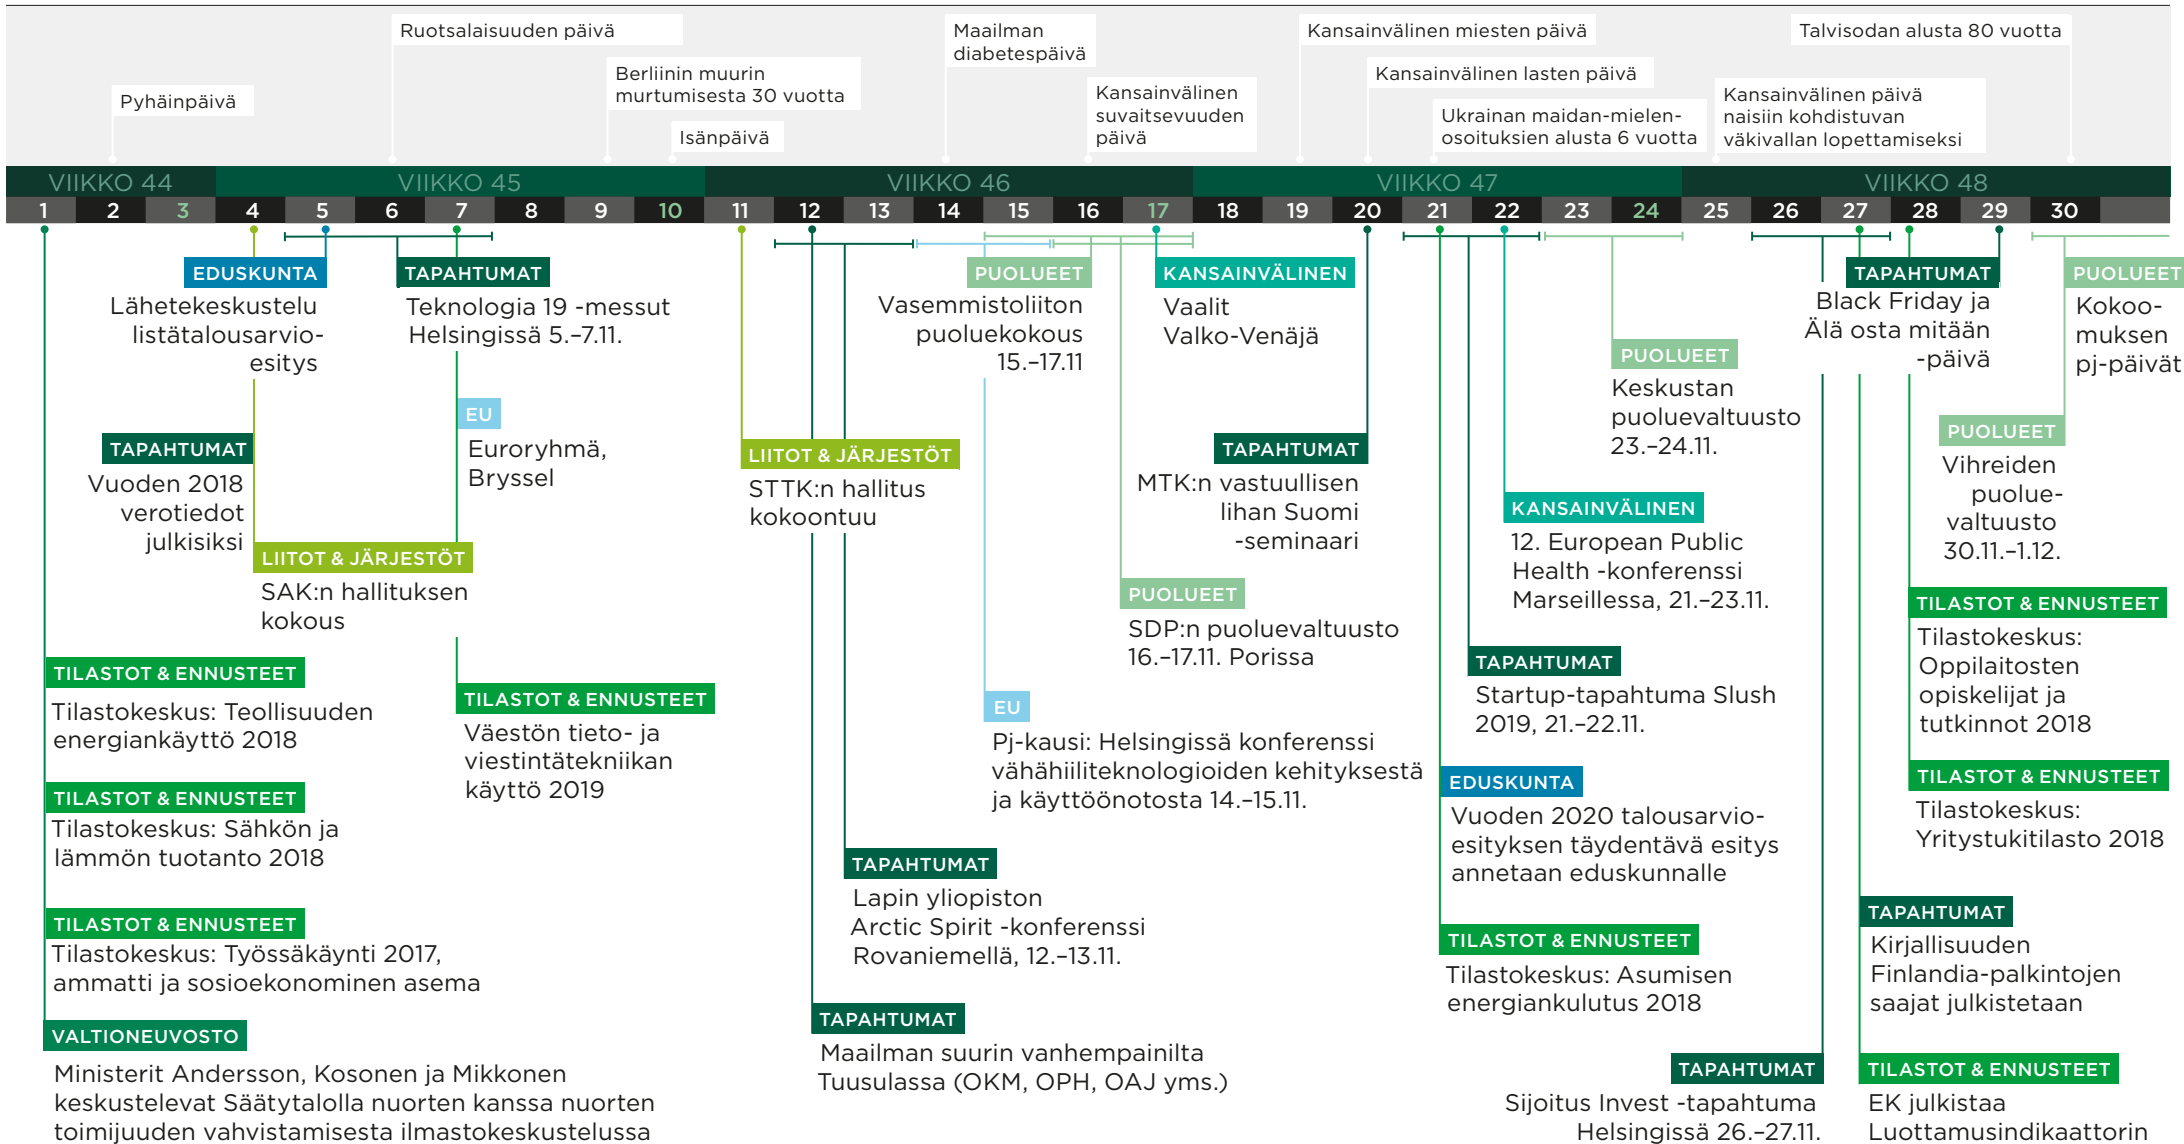 Ruotsalaisuuden päivä
Maailman
diabetespäivä
Kansainvälinen miesten päivä
Talvisodan alusta 80 vuotta
Berliinin muurin
murtumisesta 30 vuotta
Kansainvälinen lasten päivä
Pyhäinpäivä
Kansainvälinen
suvaitsevuuden
päivä
Kansainvälinen päivä
naisiin kohdistuvan
väkivallan lopettamiseksi
Isänpäivä
Ukrainan maidan-mielen-
osoituksien alusta 6 vuotta
VIIKKO 44 VIIKKO 45 VIIKKO 46 VIIKKO 47 VIIKKO 48
1 2 3 4 5 6 7 8 9 10 11 12 13 14 15 16 17 18 19 20 21 22 23 24 25 26 27 28 29 30
EDUSKUNTA
Lähetekeskustelu
listätalousarvio-
esitys
TAPAHTUMAT
Teknologia 19 -messut
Helsingissä 5.–7.11.
PUOLUEET
Vasemmistoliiton
puoluekokous
15.–17.11
KANSAINVÄLINEN
Vaalit
Valko-Venäjä
TAPAHTUMAT
Black Friday ja
Älä osta mitään
-päivä
PUOLUEET
Kokoo-
muksen
pj-päivät
PUOLUEET
Keskustan
puoluevaltuusto
23.–24.11.
EU
Euroryhmä,
Bryssel
TAPAHTUMAT
Vuoden 2018
verotiedot
julkisiksi
LIITOT & JÄRJESTÖT
STTK:n hallitus
kokoontuu
TAPAHTUMAT
MTK:n vastuullisen
lihan Suomi
-seminaari
PUOLUEET
Vihreiden
puolue-
valtuusto
30.11.–1.12.
KANSAINVÄLINEN
12. European Public
Health -konferenssi
Marseillessa, 21.–23.11.
LIITOT & JÄRJESTÖT
SAK:n hallituksen
kokous
PUOLUEET
SDP:n puoluevaltuusto
16.–17.11. Porissa
TILASTOT & ENNUSTEET
Tilastokeskus:
Oppilaitosten
opiskelijat ja
tutkinnot 2018
TILASTOT & ENNUSTEET
Tilastokeskus: Teollisuuden
energiankäyttö 2018
TILASTOT & ENNUSTEET
Väestön tieto- ja
viestintätekniikan
käyttö 2019
EU
Pj-kausi: Helsingissä konferenssi
vähähiiliteknologioiden kehityksestä
ja käyttöönotosta 14.–15.11.
TAPAHTUMAT
Startup-tapahtuma Slush
2019, 21.–22.11.
TILASTOT & ENNUSTEET
Tilastokeskus: Sähkön ja
lämmön tuotanto 2018
EDUSKUNTA
Vuoden 2020 talousarvio-
esityksen täydentävä esitys
annetaan eduskunnalle
TILASTOT & ENNUSTEET
Tilastokeskus:
Yritystukitilasto 2018
TAPAHTUMAT
Lapin yliopiston
Arctic Spirit -konferenssi
Rovaniemellä, 12.–13.11.
TILASTOT & ENNUSTEET
Tilastokeskus: Työssäkäynti 2017,
ammatti ja sosioekonominen asema
TILASTOT & ENNUSTEET
Tilastokeskus: Asumisen
energiankulutus 2018
TAPAHTUMAT
Kirjallisuuden
Finlandia-palkintojen
saajat julkistetaan
VALTIONEUVOSTO
Ministerit Andersson, Kosonen ja Mikkonen
keskustelevat Säätytalolla nuorten kanssa nuorten
toimijuuden vahvistamisesta ilmastokeskustelussa
TAPAHTUMAT
Maailman suurin vanhempainilta
Tuusulassa (OKM, OPH, OAJ yms.)
TAPAHTUMAT
Sijoitus Invest -tapahtuma
Helsingissä 26.–27.11.
TILASTOT & ENNUSTEET
EK julkistaa
Luottamusindikaattorin